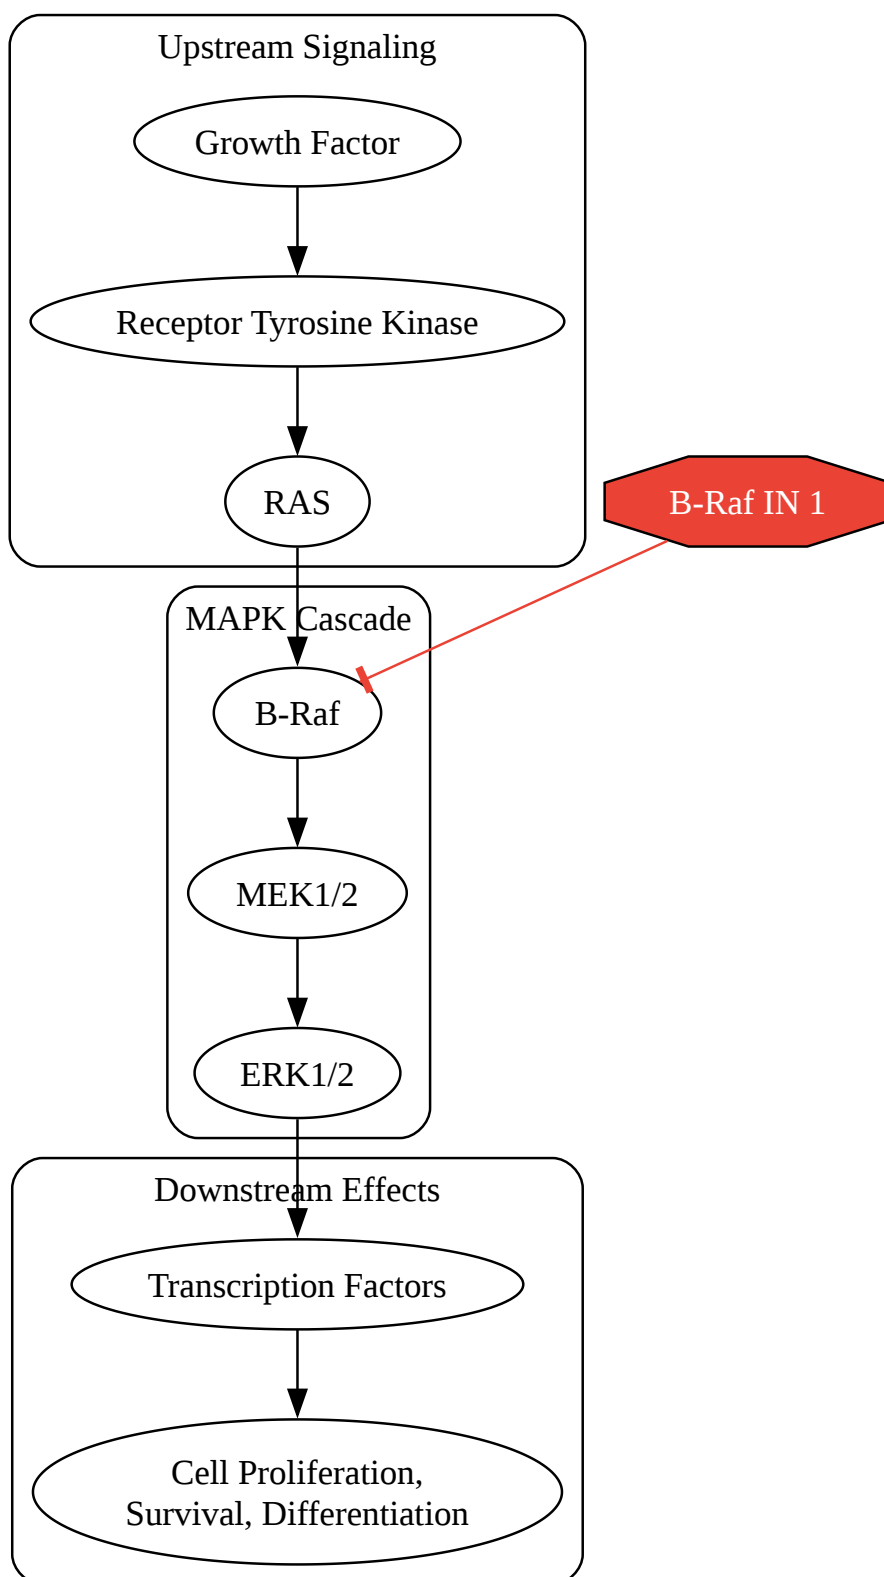 Upstream Signaling
Growth Factor
Receptor Tyrosine Kinase
RAS
B-Raf IN 1
MAPK Cascade
B-Raf
MEK1/2
ERK1/2
Downstream Effects
Transcription Factors
Cell Proliferation,
Survival, Differentiation